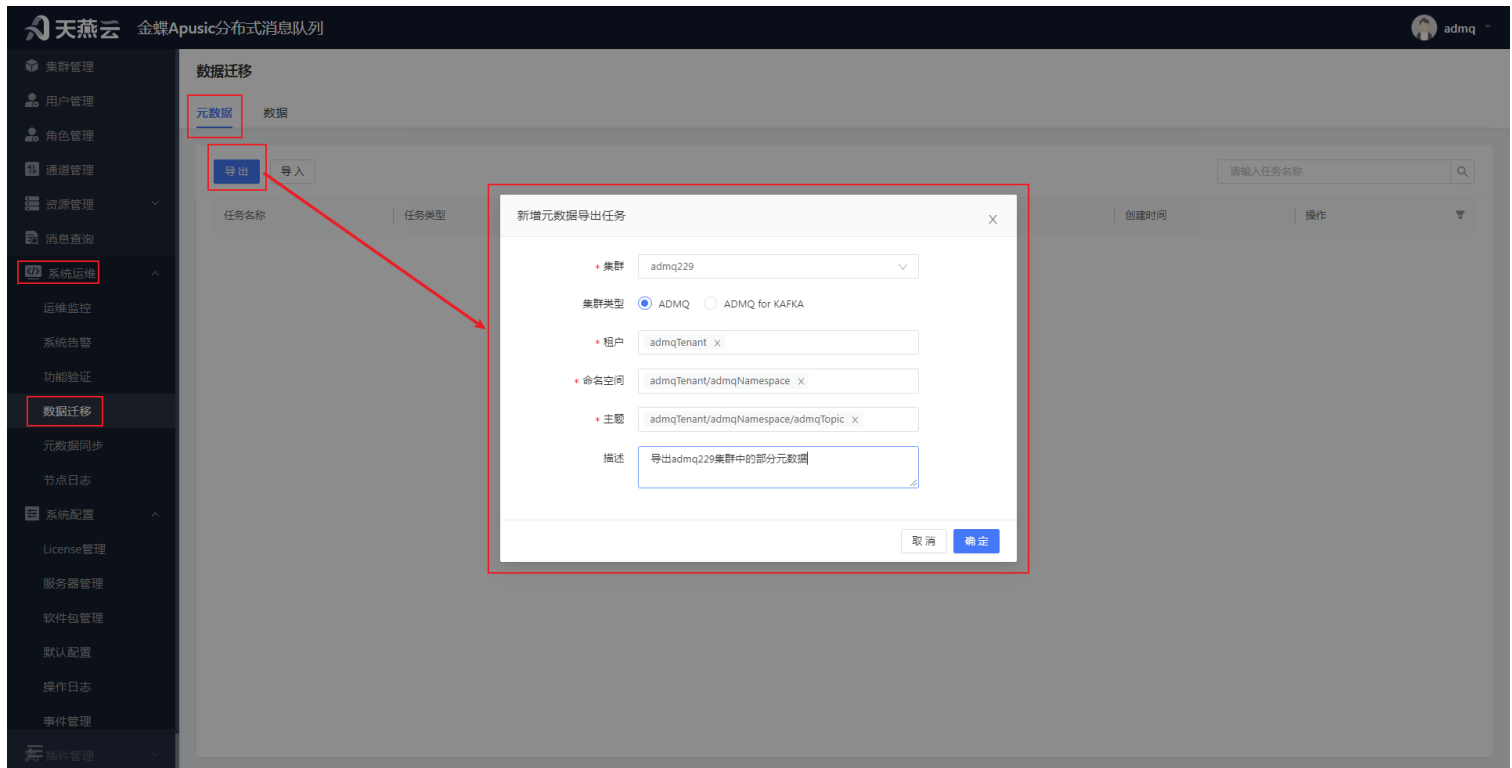 天燕云 金蝶Apusic分布式消息队列
admq
集群管理
用户管理
角色管理
通道管理
资源管理
消息查询
系统运维
运维监控
系统告警
功能验证
数据迁移
元数据同步
节点日志
系统配置
License管理
服务器管理
软件包管理
默认配置
操作日志
事件管理
插件管理
数据迁移
元数据 数据
导出 导入
请输入任务名称
任务名称 任务类型 创建时间 操作
新增元数据导出任务
* 集群 admq229
集群类型 ADMQ ADMQ for KAFKA
* 租户 admqTenant
* 命名空间 admqTenant/admqNamespace
* 主题 admqTenant/admqNamespace/admqTopic
描述 导出admq229集群中的部分元数据
取消 确定